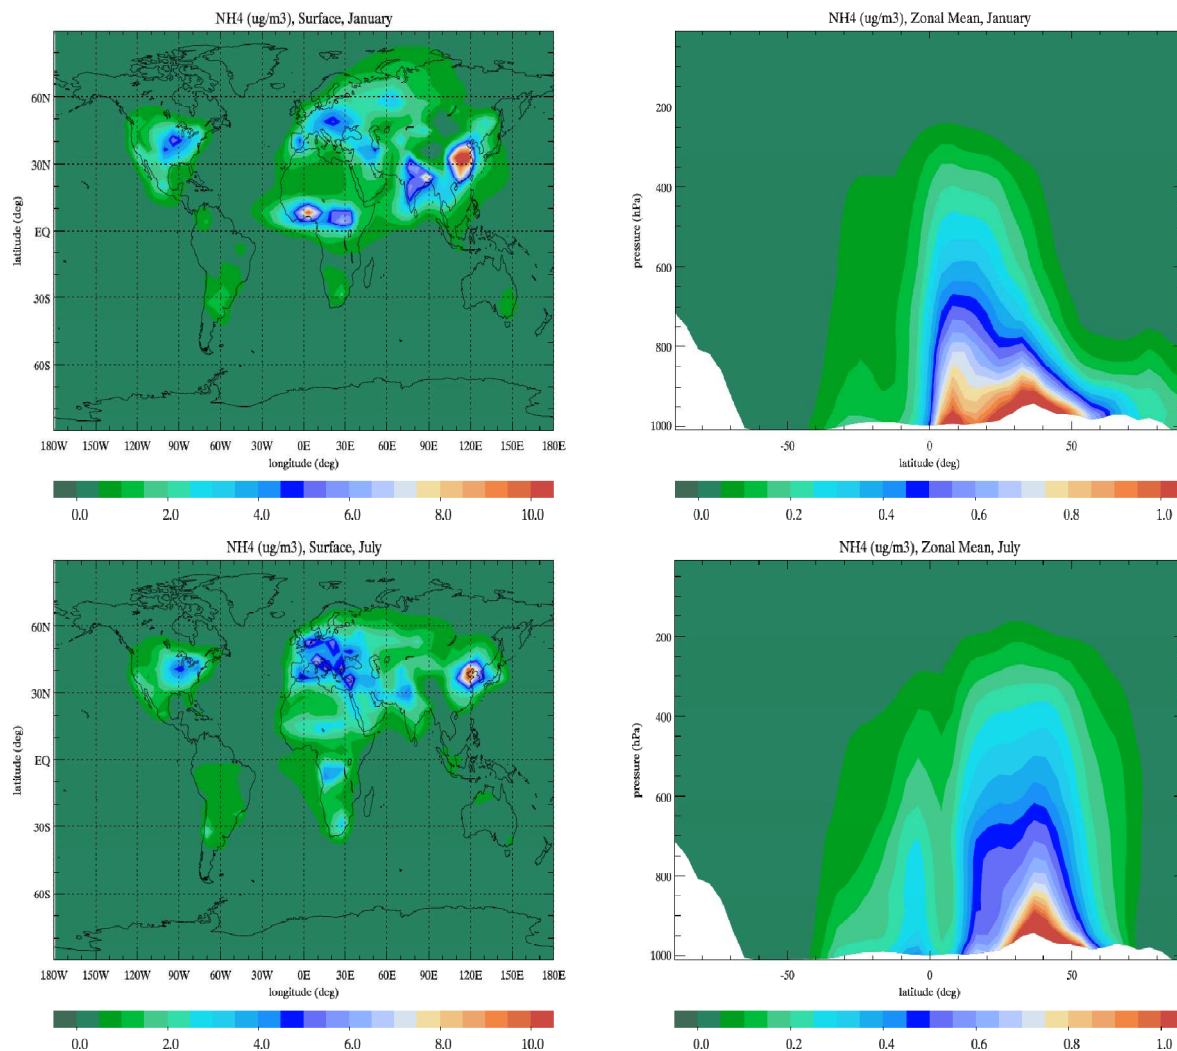 NH4 (ug/m3), Surface, January
latitude (deg)
60N
30N
EQ
30S
60S
180W 150W 120W 90W 60W 30W 0E 30E 60E 90E 120E 150E 180E
longitude (deg)
0.0 2.0 4.0 6.0 8.0 10.0
NH4 (ug/m3), Zonal Mean, January
pressure (hPa)
200
400
600
800
1000
-50 0 50
latitude (deg)
0.0 0.2 0.4 0.6 0.8 1.0
NH4 (ug/m3), Surface, July
latitude (deg)
60N
30N
EQ
30S
60S
180W 150W 120W 90W 60W 30W 0E 30E 60E 90E 120E 150E 180E
longitude (deg)
0.0 2.0 4.0 6.0 8.0 10.0
NH4 (ug/m3), Zonal Mean, July
pressure (hPa)
200
400
600
800
1000
-50 0 50
latitude (deg)
0.0 0.2 0.4 0.6 0.8 1.0